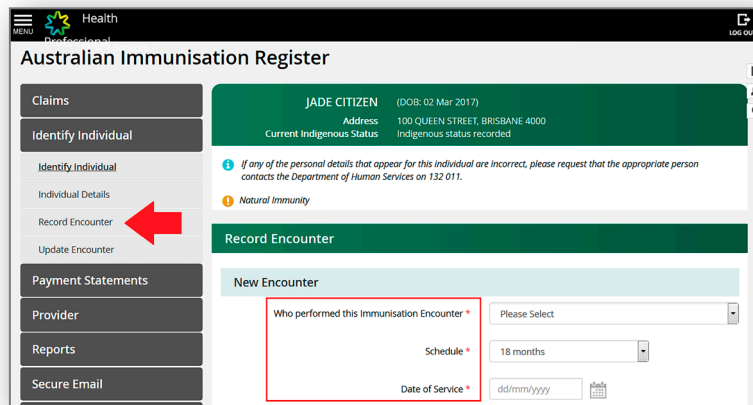 MENU
Health
Professional
LOG OU
Australian Immunisation Register
Claims
Identify Individual
Identify Individual
Individual Details
Record Encounter
Update Encounter
Payment Statements
Provider
Reports
Secure Email
JADE CITIZEN (DOB: 02 Mar 2017)
Address 100 QUEEN STREET, BRISBANE 4000
Current Indigenous Status Indigenous status recorded
If any of the personal details that appear for this individual are incorrect, please request that the appropriate person
contacts the Department of Human Services on 132 011.
Natural Immunity
Record Encounter
New Encounter
Who performed this Immunisation Encounter * Please Select
Schedule * 18 months
Date of Service * dd/mm/yyyy